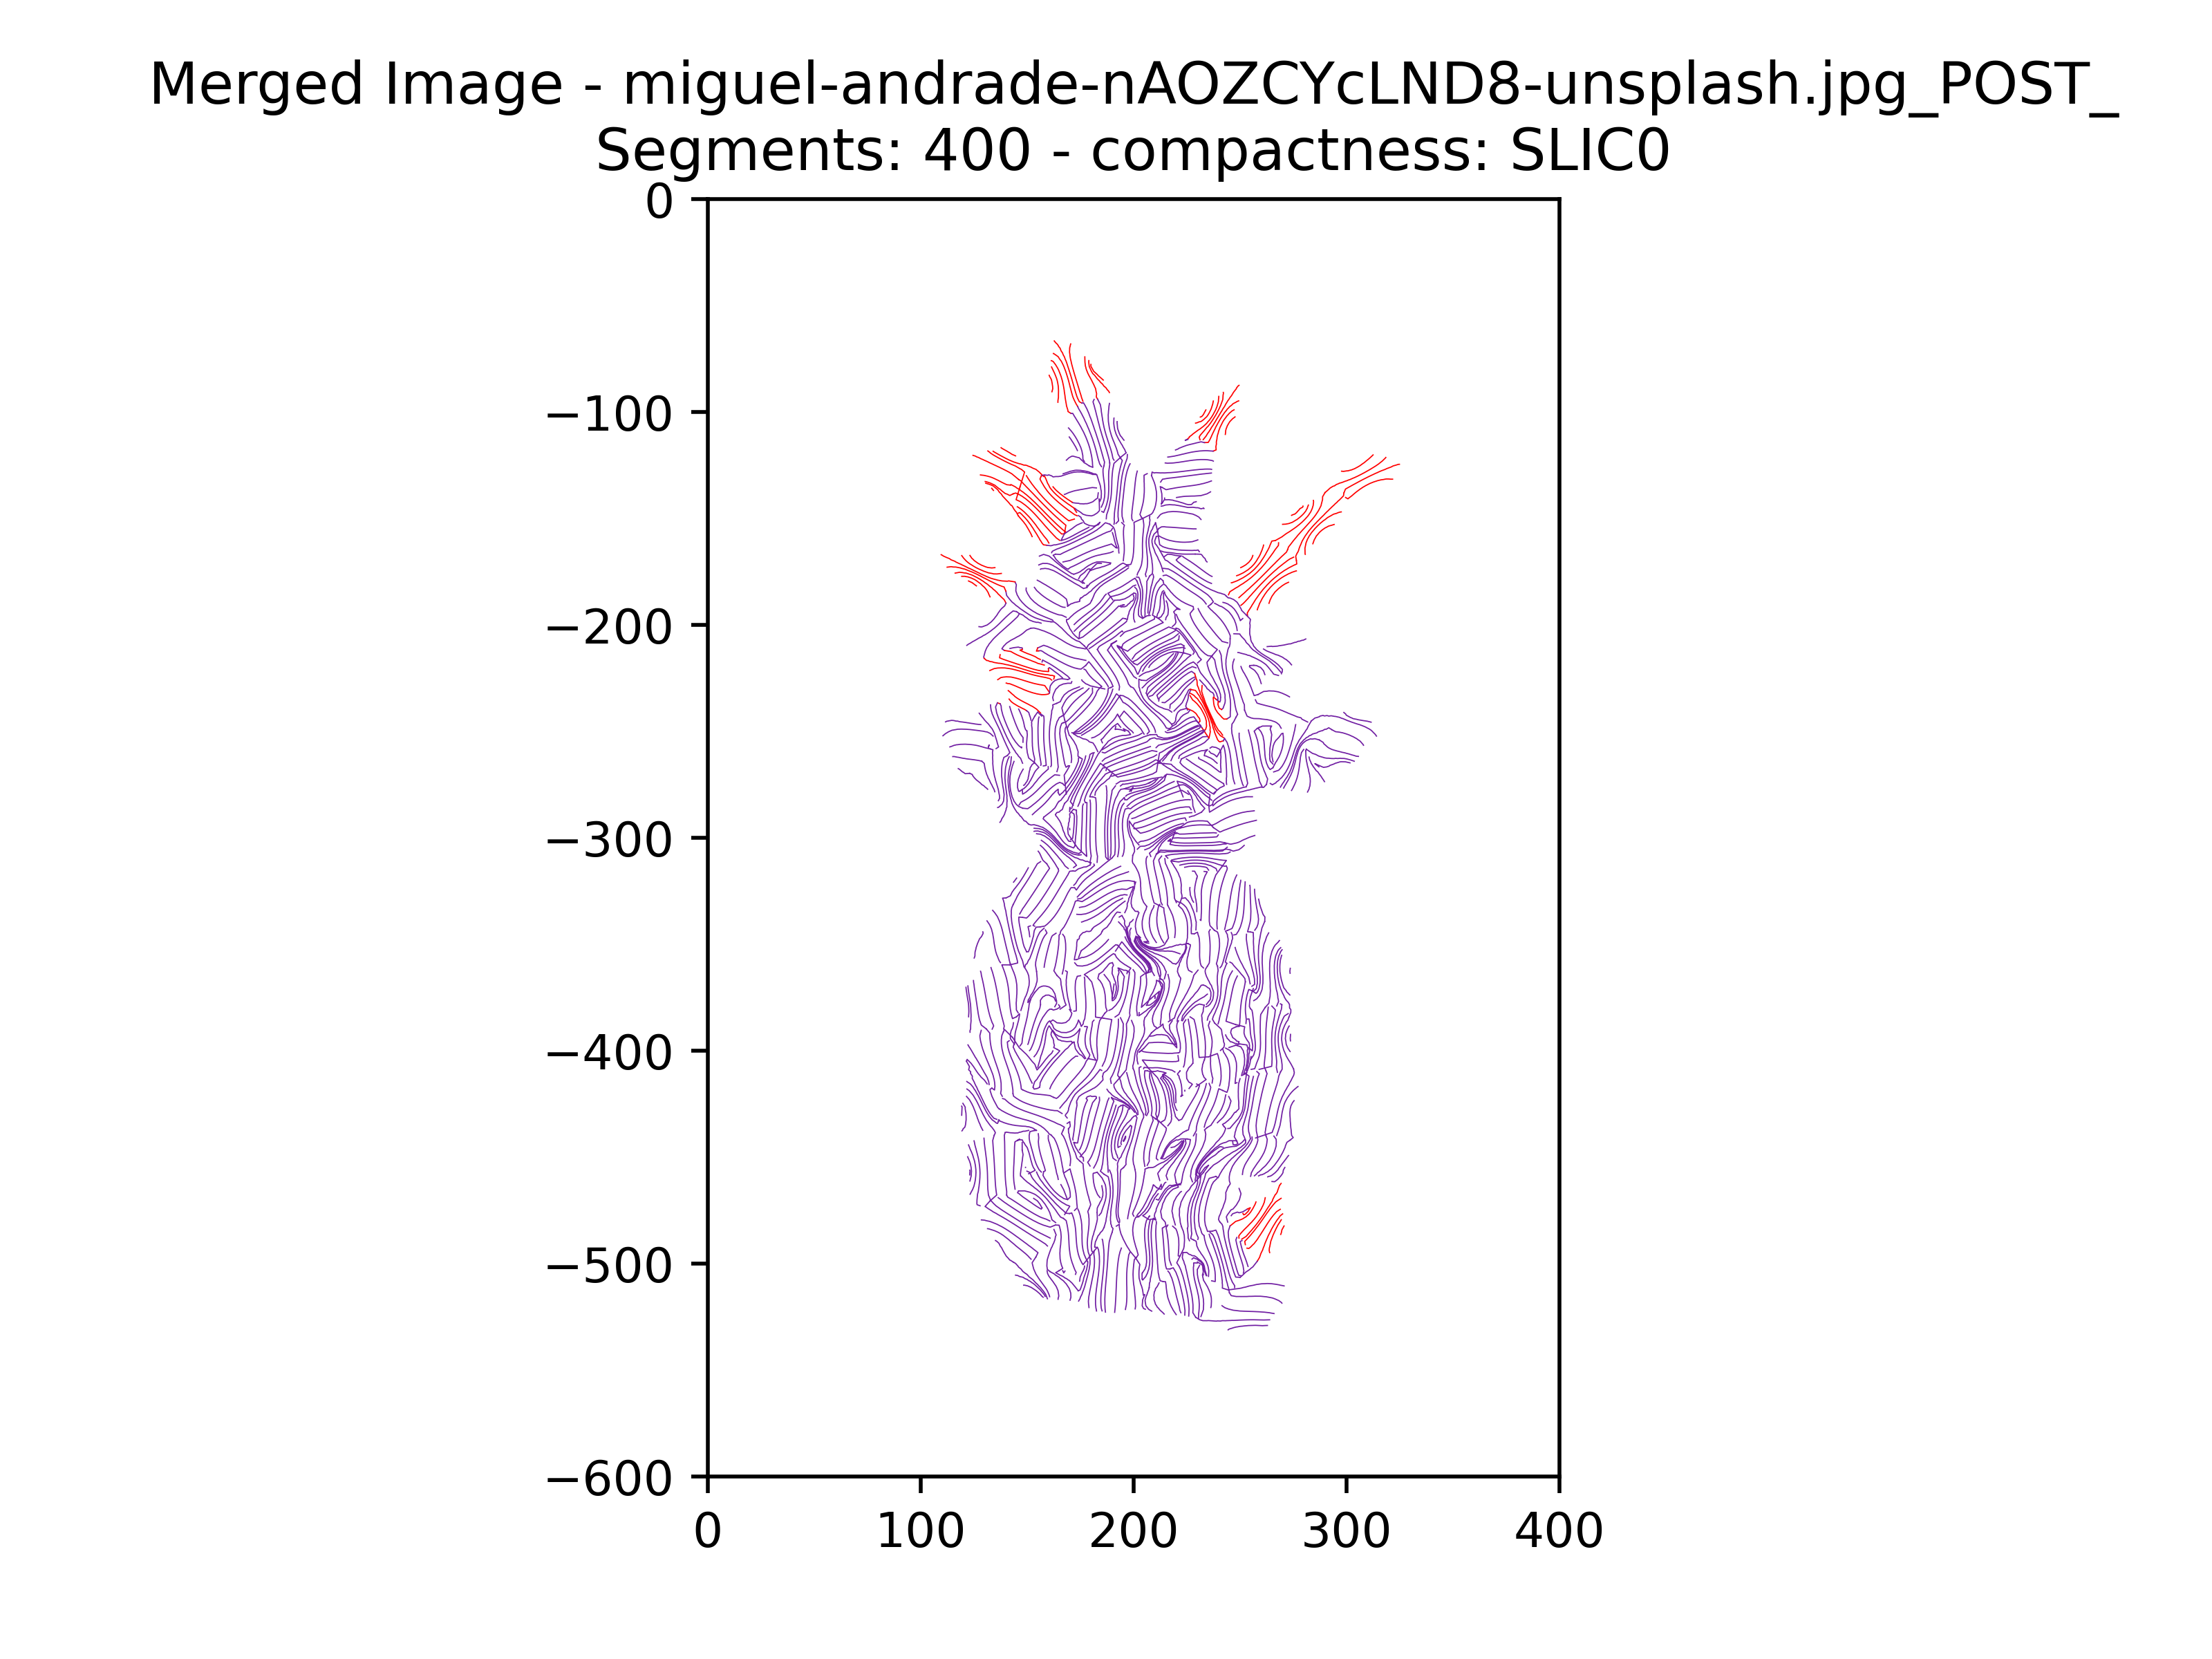 Merged Image - miguel-andrade-nAOZCYcLND8-unsplash.jpg_POST_
Segments: 400 - compactness: SLIC0
0
−100
−200
−300
−400
−500
−600
0 100 200 300 400